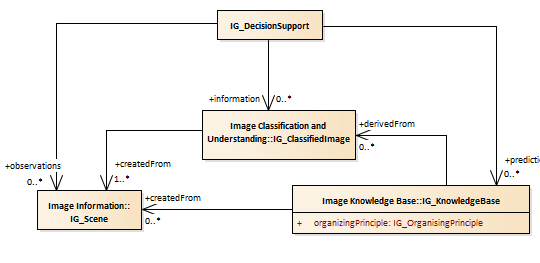 IG_DecisionSupport
+information
0..*
Image Classification and
Understanding::IG_ClassifiedImage
+derivedFrom
0..*
+observations
0..*
+createdFrom
1..*
+predicti
0..*
Image Information::
IG_Scene
+createdFrom
0..*
Image Knowledge Base::IG_KnowledgeBase
+ organizingPrinciple: IG_OrganisingPrinciple